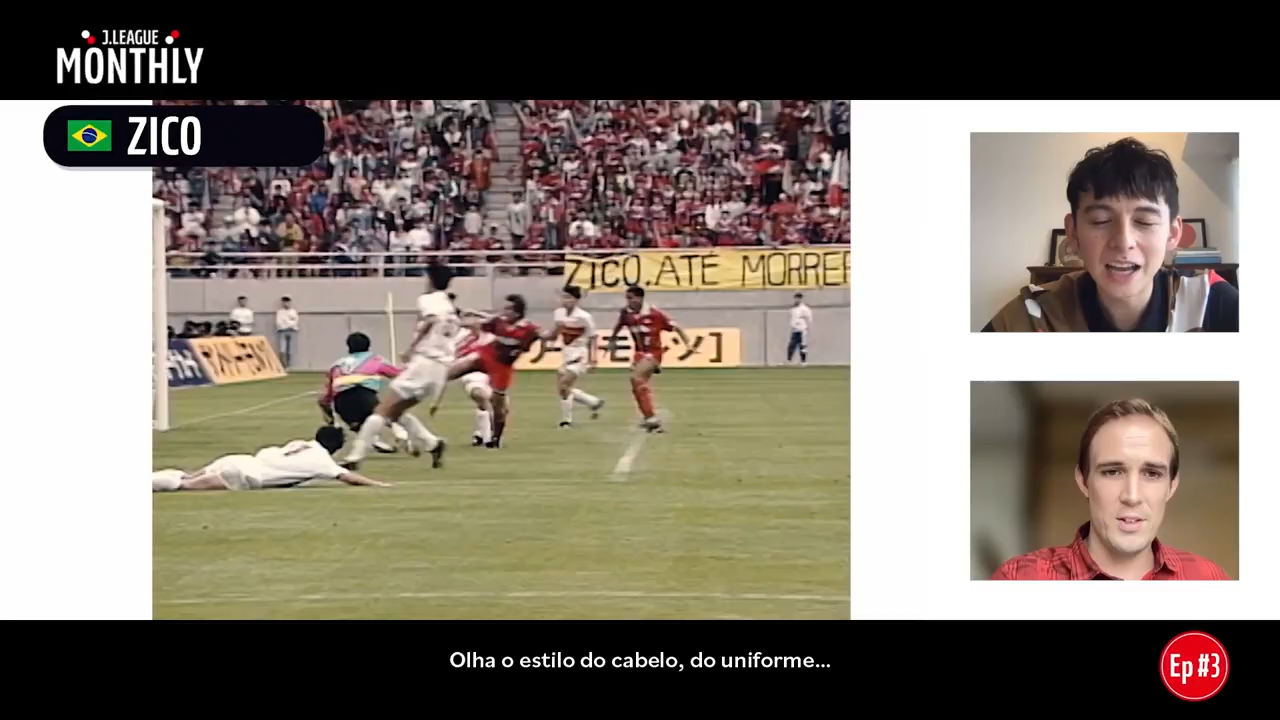 J.LEAGUE
MONTHLY
ZICO
ZICO.ATÉ MORRER
Olha o estilo do cabelo, do uniforme...
Ep #3